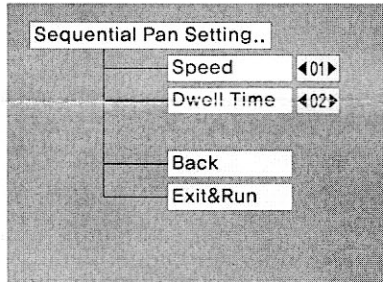 Sequential Pan Setting..
Speed ◀01▶
Dwell Time ◀02▶
Back
Exit&Run